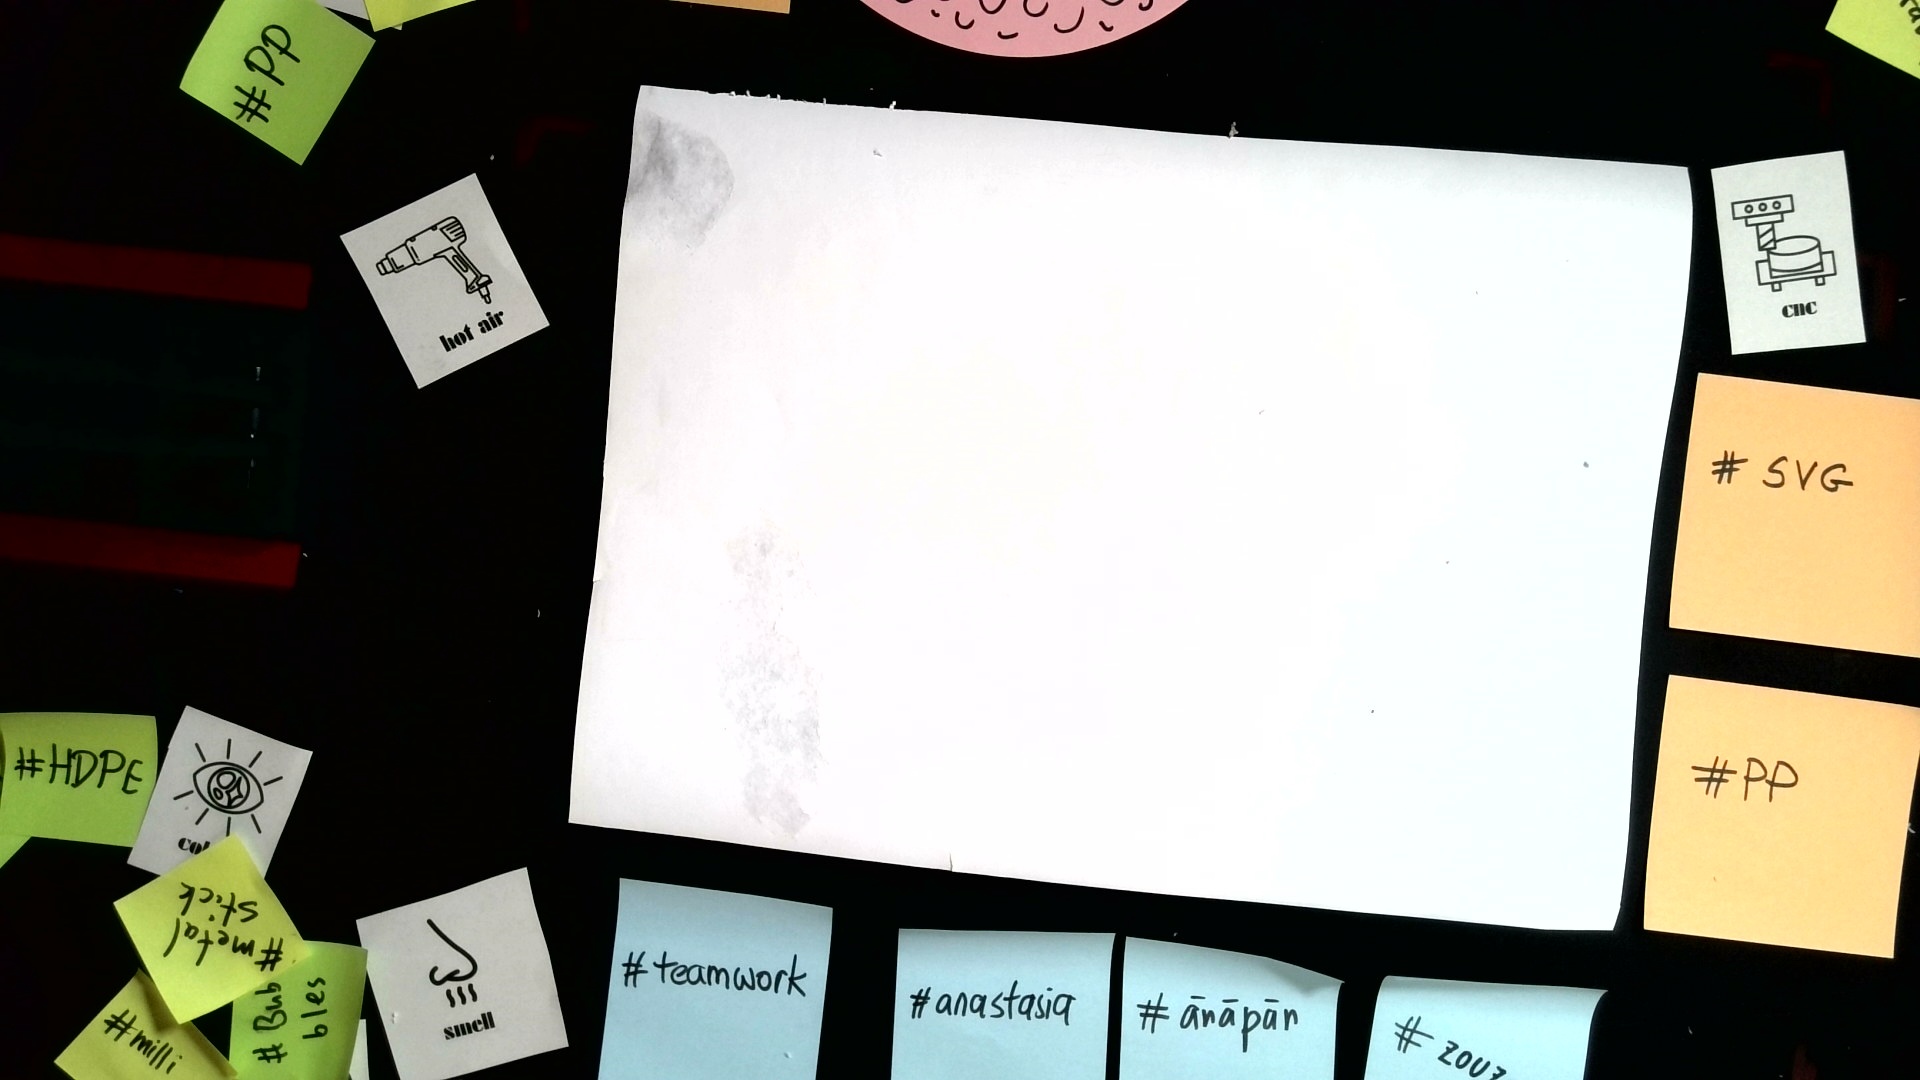 #PP
hot air
cnc
# SVG
#PP
#HDPE
#metal
stick
#Bub
bles
#milli
smell
#teamwork
#anastasia
# ānāpān